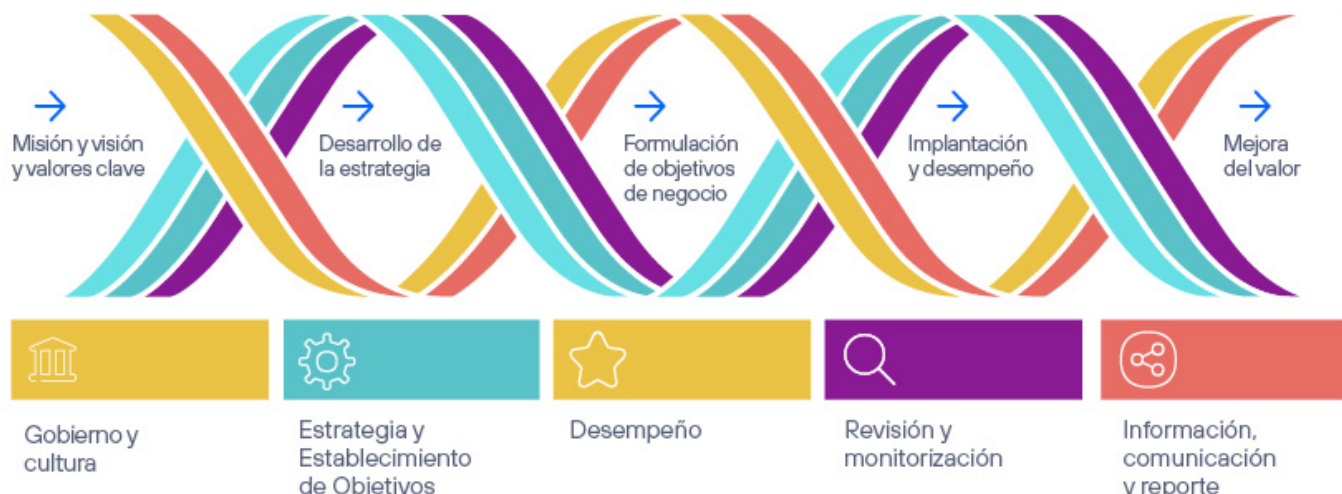 Misión y visión
y valores clave
Desarrollo de
la estrategia
Formulación
de objetivos
de negocio
Implantación
y desempeño
Mejora
del valor
Gobierno y
cultura
Estrategia y
Establecimiento
de Objetivos
Desempeño
Revisión y
monitorización
Información,
comunicación
y reporte